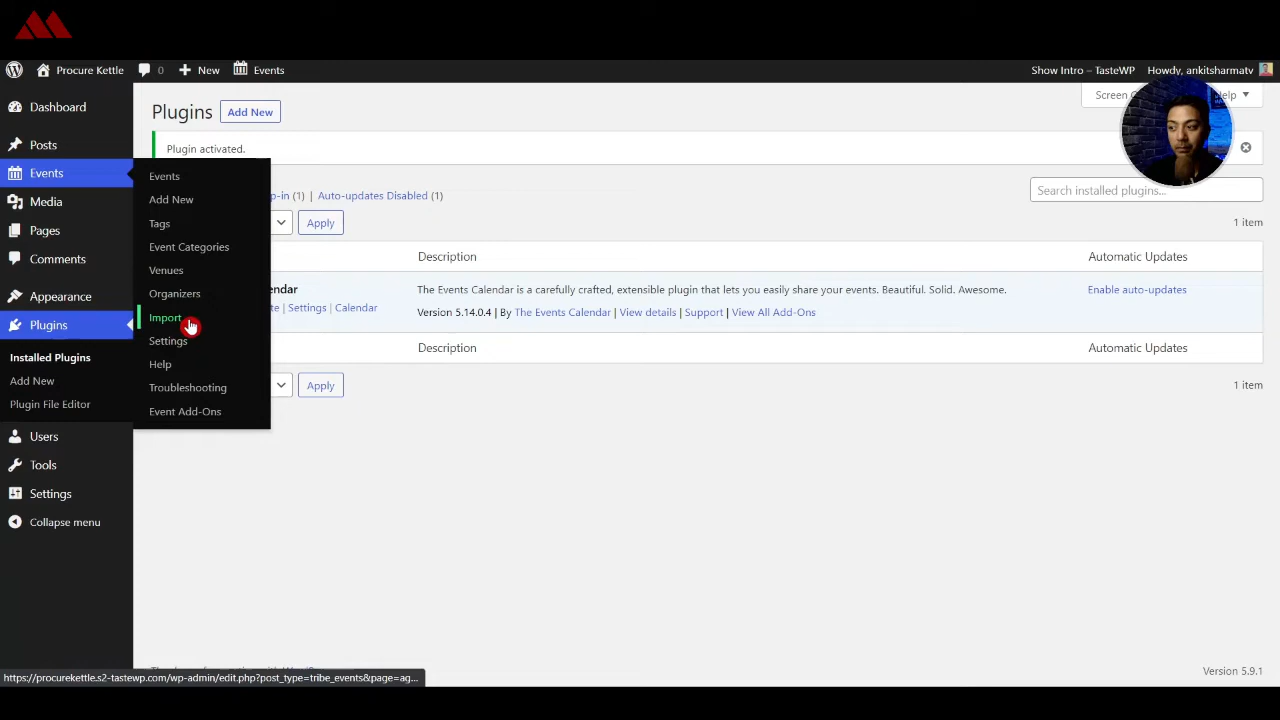 Procure Kettle
0
New
Events
Show Intro – TasteWP
Howdy, ankitsharmatv
Dashboard
Posts
Events
Media
Pages
Comments
Appearance
Plugins
Installed Plugins
Add New
Plugin File Editor
Users
Tools
Settings
Collapse menu
Events
Add New
Tags
Event Categories
Venues
Organizers
Import
Settings
Help
Troubleshooting
Event Add-Ons
Plugins
Add New
Screen
Plugin activated.
(1) | Auto-updates Disabled (1)
Search installed plugins...
Apply
1 item
Description
Automatic Updates
| Settings | Calendar
The Events Calendar is a carefully crafted, extensible plugin that lets you easily share your events. Beautiful. Solid. Awesome.
Version 5.14.0.4 | By The Events Calendar | View details | Support | View All Add-Ons
Enable auto-updates
Description
Automatic Updates
Apply
1 item
https://procurekettle.s2-tastewp.com/wp-admin/edit.php?post_type=tribe_events&page=ag...
Version 5.9.1